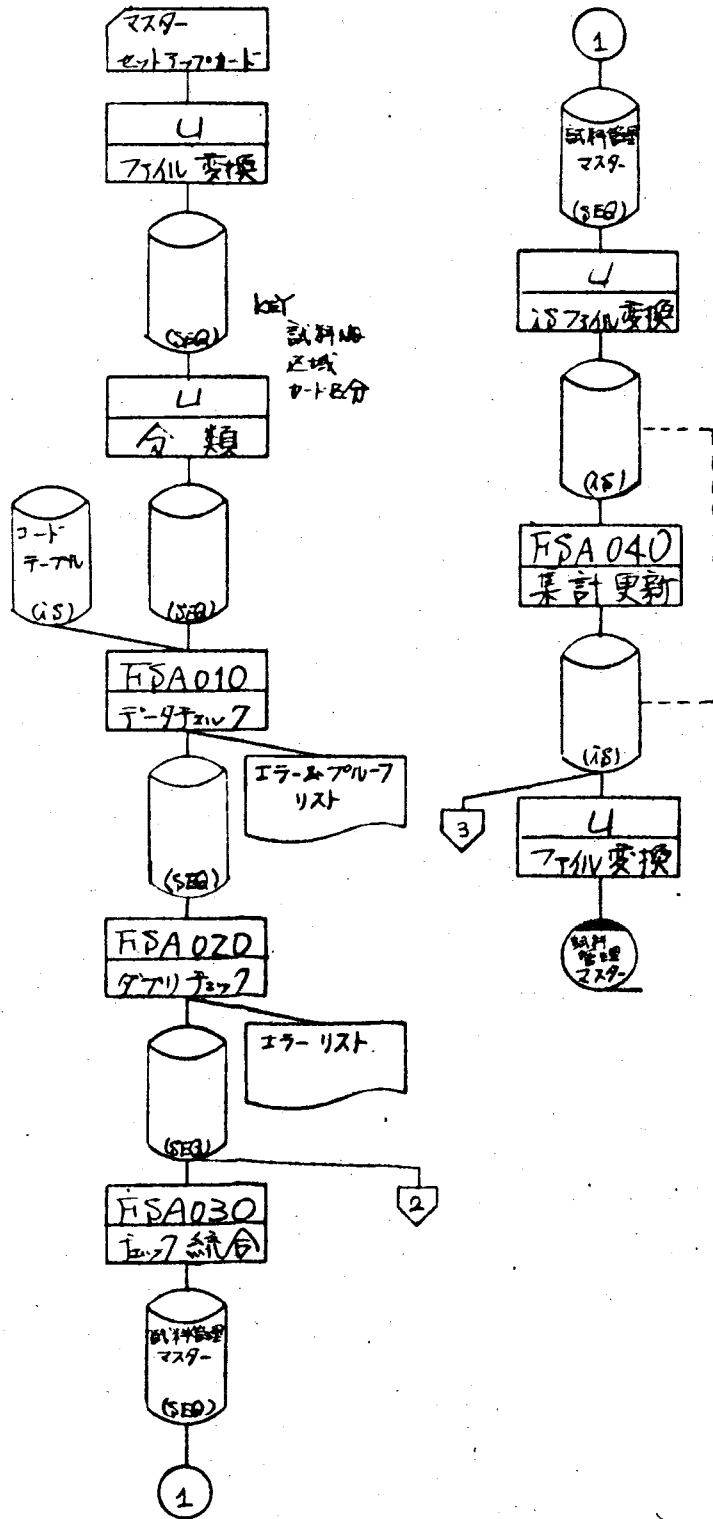 マスター
セットアップカード
U
ファイル変換
(SEQ)
KEY
試料NO
区域
カード区分
U
分類
コード
テーブル
(iS)
(SEQ)
FSA010
データチェック
エラー&プルーフ
リスト
(SEQ)
FSA020
ダブリチェック
エラーリスト
(SEQ)
2
FSA030
チェック統合
試料管理
マスター
(SEQ)
1
1
試料管理
マスター
(SEQ)
U
iSファイル変換
(iS)
FSA040
集計更新
(iS)
3
U
ファイル変換
試料
管理
マスター